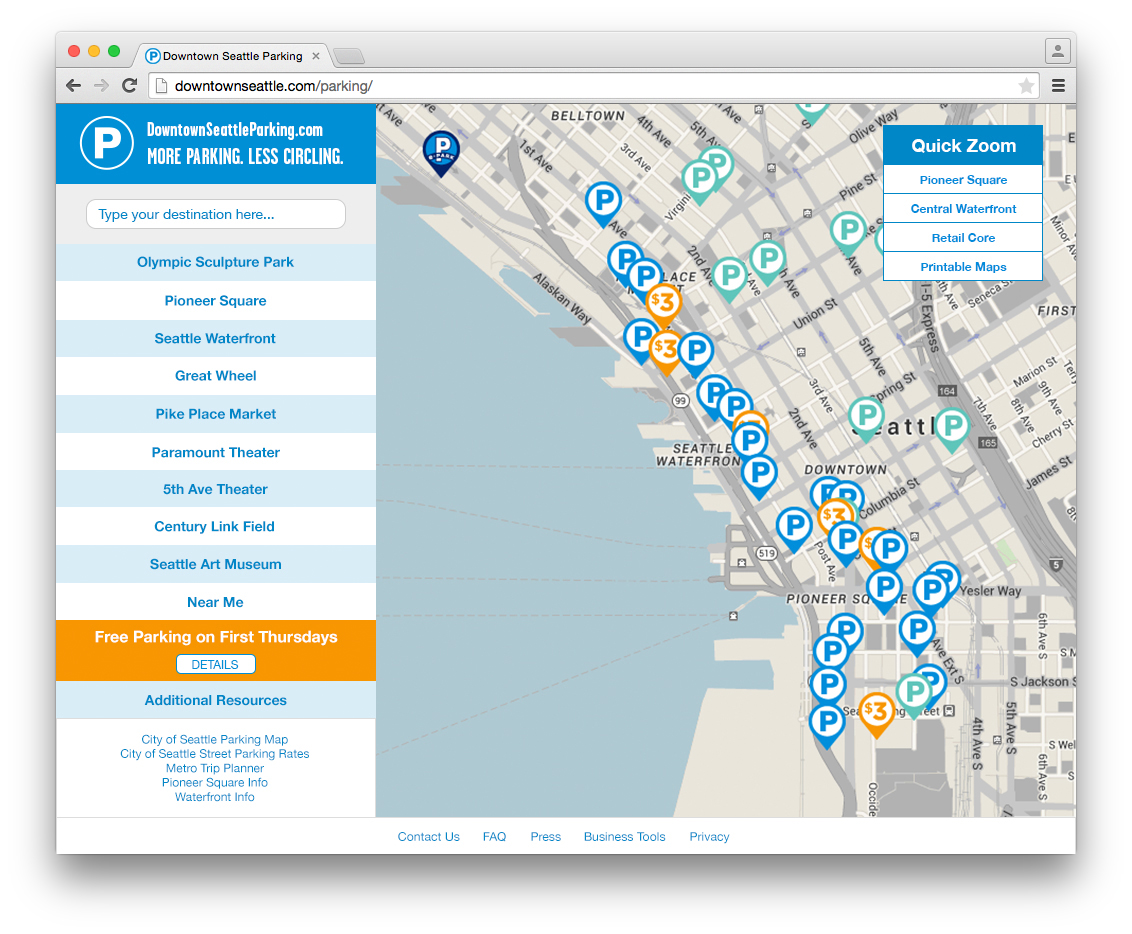 Downtown Seattle Parking
downtownseattle.com/parking/
P
DowntownSeattleParking.com
MORE PARKING. LESS CIRCLING.
Type your destination here...
Olympic Sculpture Park
Pioneer Square
Seattle Waterfront
Great Wheel
Pike Place Market
Paramount Theater
5th Ave Theater
Century Link Field
Seattle Art Museum
Near Me
Free Parking on First Thursdays
DETAILS
Additional Resources
City of Seattle Parking Map
City of Seattle Street Parking Rates
Metro Trip Planner
Pioneer Square Info
Waterfront Info
Quick Zoom
Pioneer Square
Central Waterfront
Retail Core
Printable Maps
BELLTOWN
4th Ave
5th Ave
Olive Way
1st Ave
3rd Ave
Pine St
Alaskan Way
2nd Ave
Union St
I-5 Express
Seneca St
FIRST
$3
$3
99
5th Ave
Spring St
164
Marion St
3rd Ave
2nd Ave
7th Ave
8th Ave
9th Ave
Cherry St
165
James St
SEATTLE
WATERFRONT
DOWNTOWN
Columbia St
$3
519
Post Ave
5
PIONEER SQUARE
Yesler Way
6th Ave S
Ave Ext S
S Jackson S
$3
4th Ave S
5th Ave S
6th Ave S
S Wel
Contact Us
FAQ
Press
Business Tools
Privacy